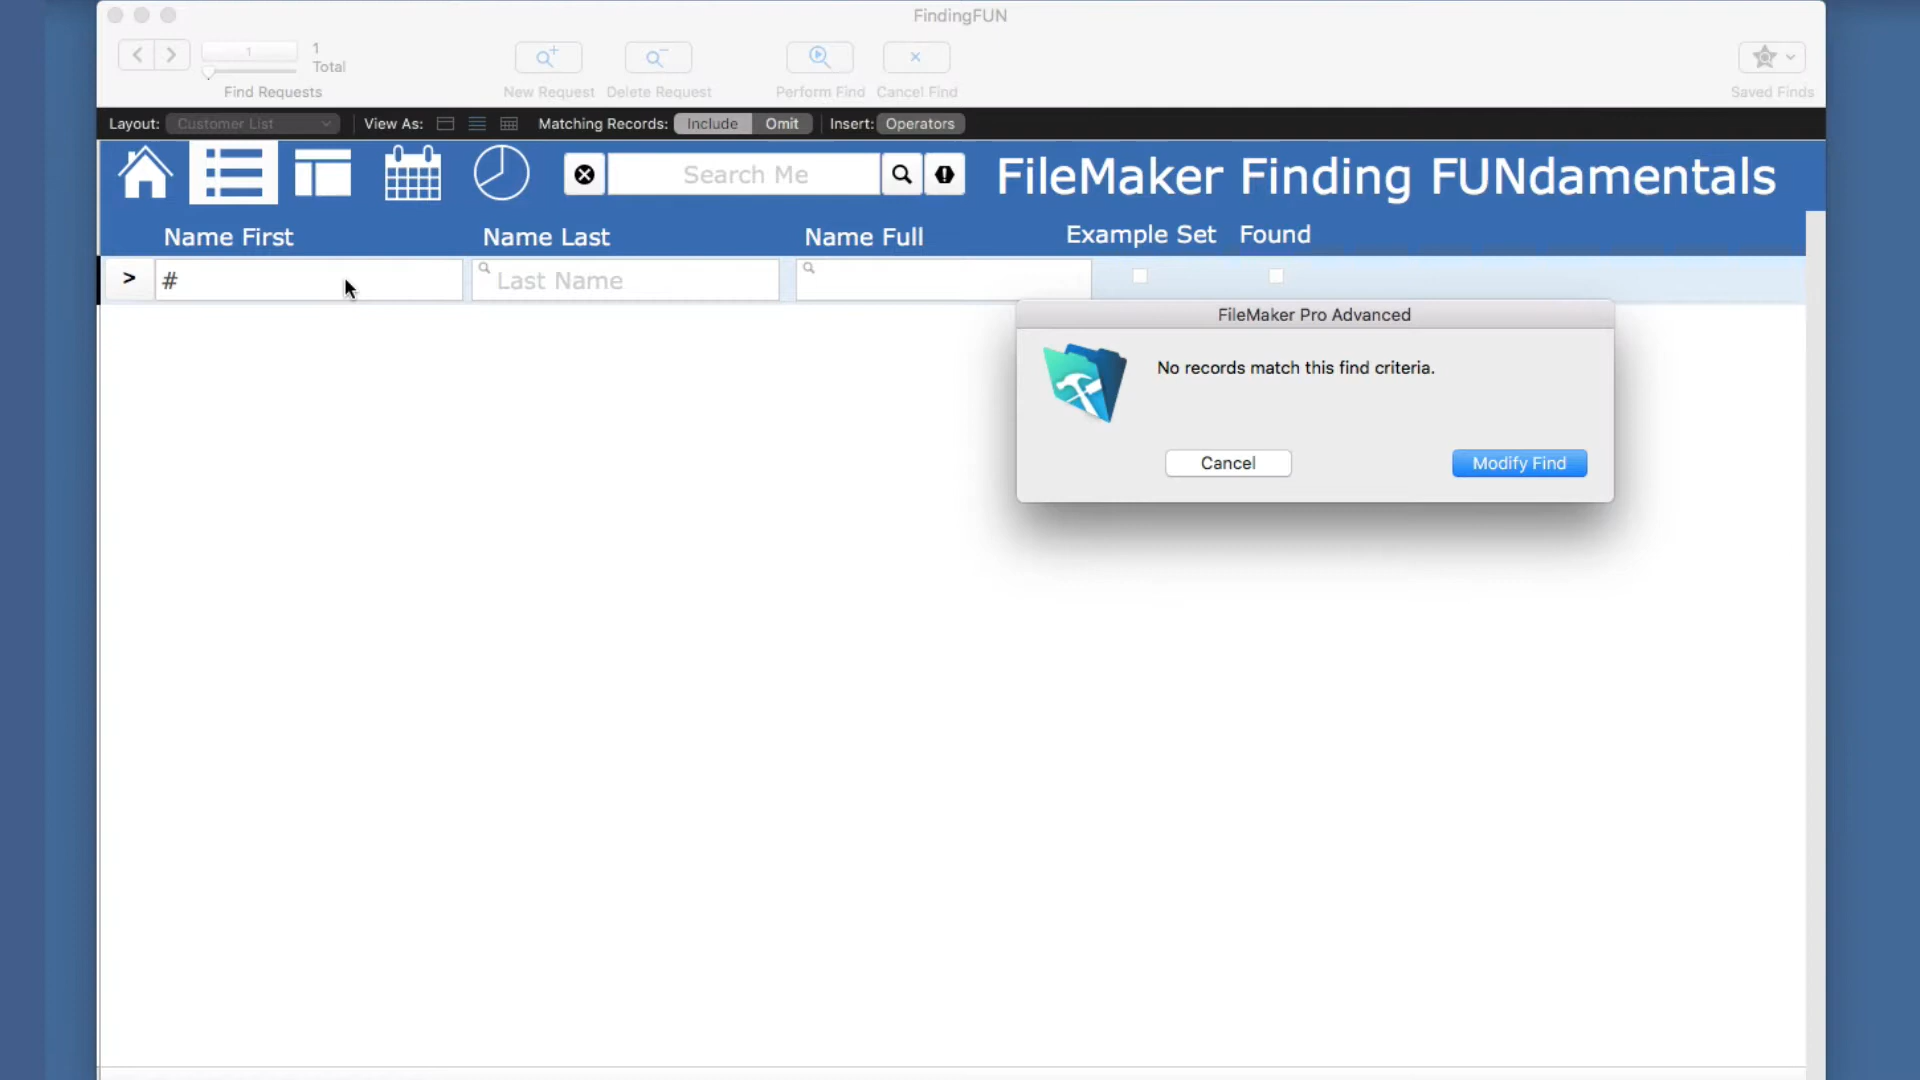 FindingFUN
1
1
Total
Find Requests
New Request
Delete Request
Perform Find
Cancel Find
Saved Finds
Layout: Customer List
View As:
Matching Records: Include Omit
Insert: Operators
Search Me
FileMaker Finding FUNdamentals
Name First
Name Last
Name Full
Example Set
Found
>
#
Last Name
FileMaker Pro Advanced
No records match this find criteria.
Cancel
Modify Find